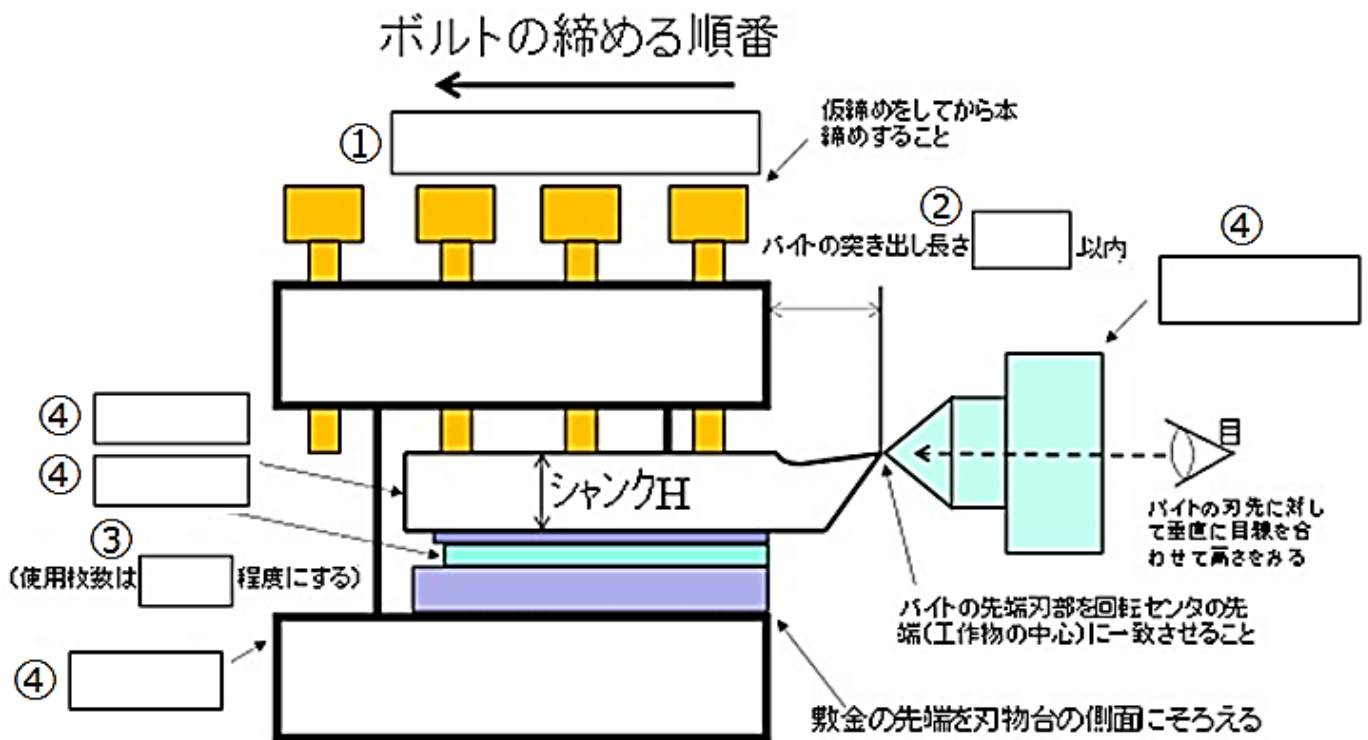 ボルトの締める順番
①
仮締めをしてから本
締めすること
②
バイトの突き出し長さ 以内
④
④
④
シャンクH
③
(使用枚数は 程度にする)
④
バイトの刃先に対し
て垂直に目線を合
わせて高さをみる
バイトの先端刃部を回転センタの先
端(工作物の中心)に一致させること
敷金の先端を刃物台の側面にそろえる